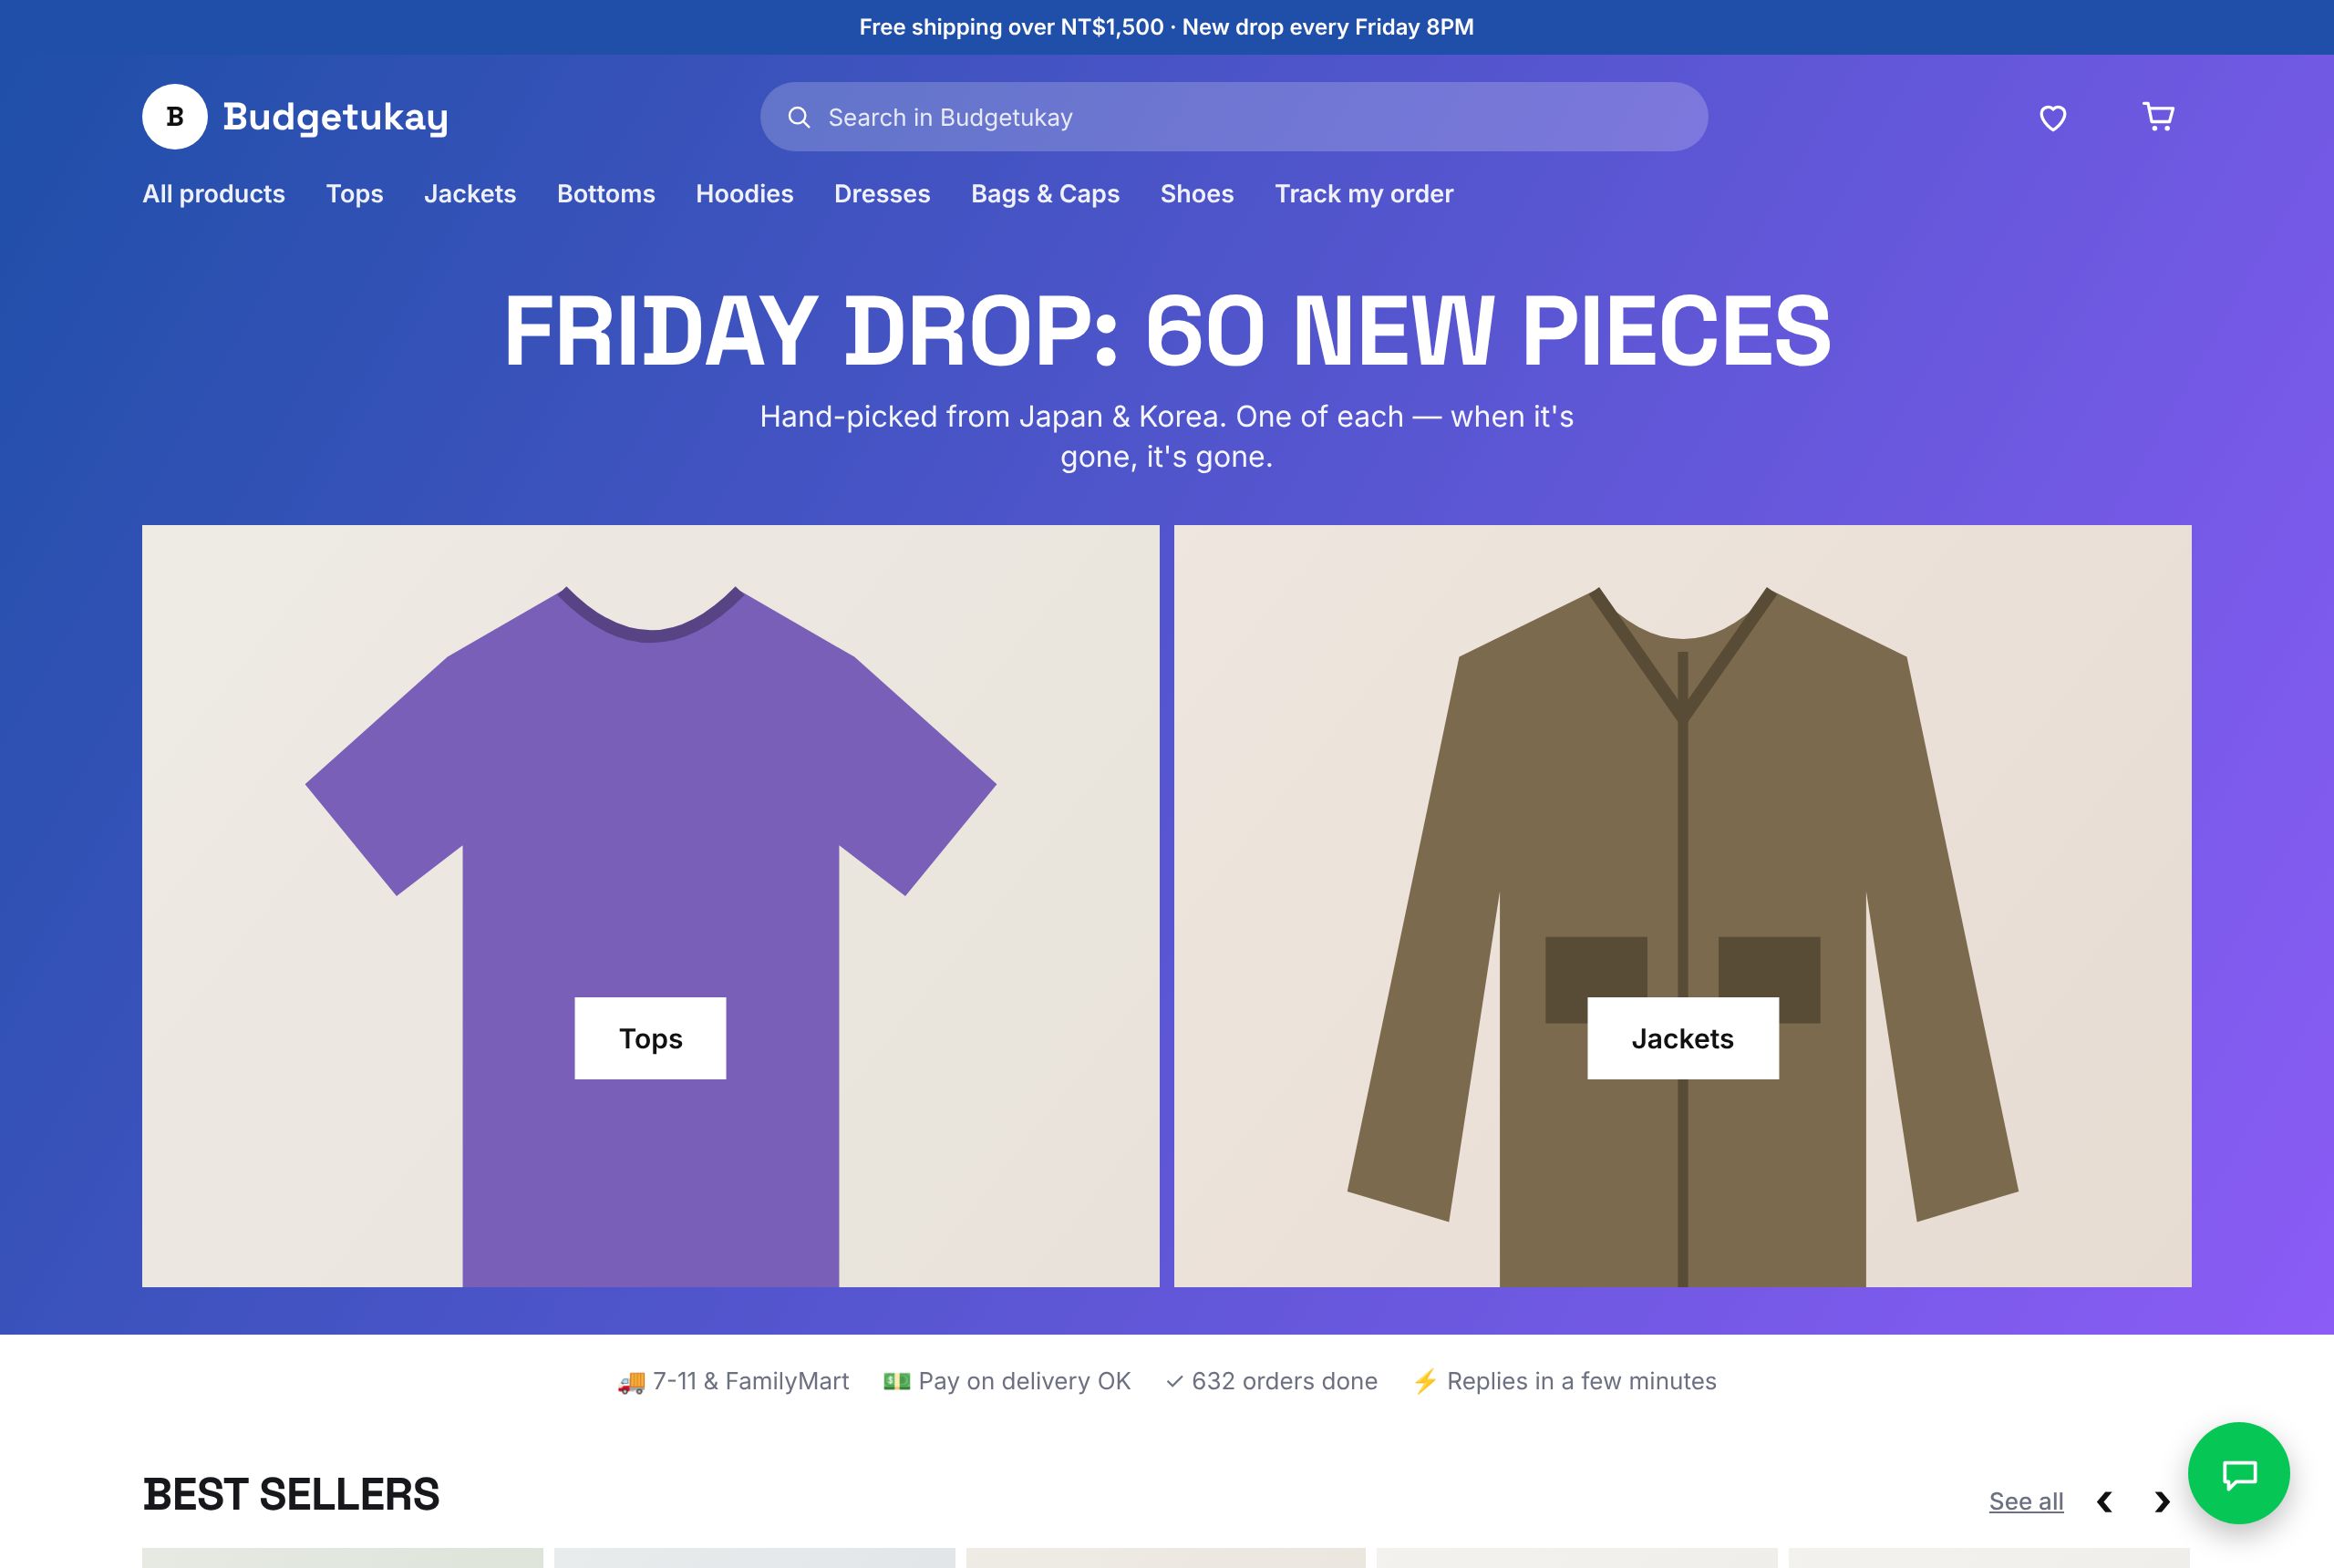 Free shipping over NT$1,500 · New drop every Friday 8PM
B Budgetukay
Search in Budgetukay
All products Tops Jackets Bottoms Hoodies Dresses Bags & Caps Shoes Track my order
FRIDAY DROP: 60 NEW PIECES
Hand-picked from Japan & Korea. One of each — when it's
gone, it's gone.
Tops
Jackets
🚚 7-11 & FamilyMart 💵 Pay on delivery OK ✓ 632 orders done ⚡ Replies in a few minutes
BEST SELLERS
See all ‹ ›